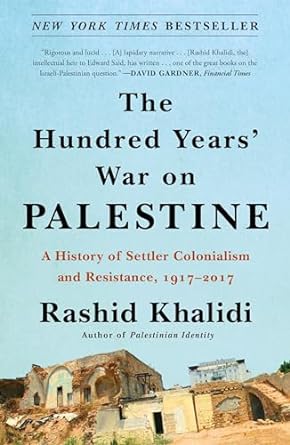 NEW YORK TIMES BESTSELLER
"Rigorous and lucid . . . [A] lapidary narrative . . . [Rashid Khalidi, the]
intellectual heir to Edward Said, has written . . . one of the great books on the
Israeli-Palestinian question." —DAVID GARDNER, Financial Times
The
Hundred Years'
War on
PALESTINE
A History of Settler Colonialism
and Resistance, 1917–2017
Rashid Khalidi
Author of Palestinian Identity